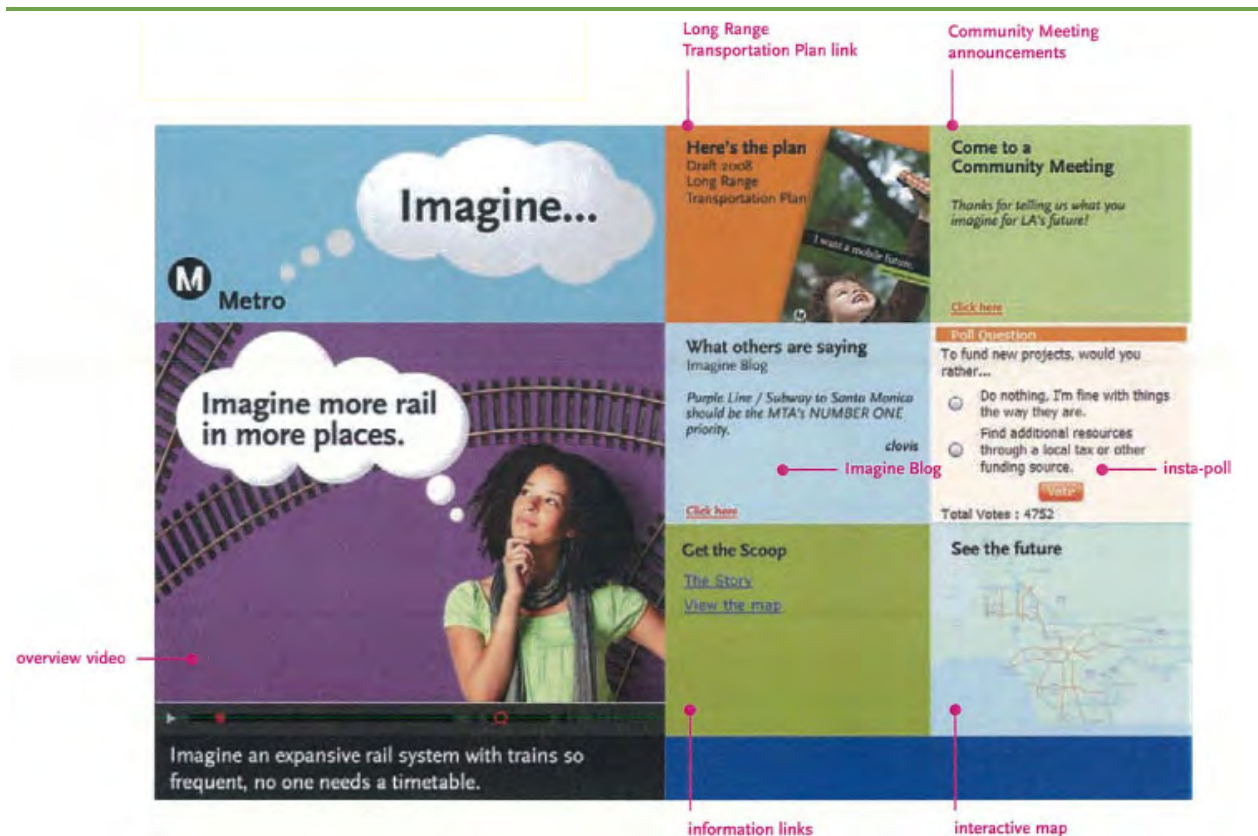 Long Range
Transportation Plan link
Community Meeting
announcements
Imagine...
M
Metro
Here's the plan
Draft 2008
Long Range
Transportation Plan
I want a mobile future.
Come to a
Community Meeting
Thanks for telling us what you
imagine for LA's future!
Click here
Imagine more rail
in more places.
What others are saying
Imagine Blog
Purple Line / Subway to Santa Monica
should be the MTA's NUMBER ONE
priority.
clovis
Imagine Blog
Click here
Poll Question
To fund new projects, would you
rather...
Do nothing, I'm fine with things
the way they are.
Find additional resources
through a local tax or other
funding source.
insta-poll
Vote
Total Votes : 4752
Get the Scoop
The Story
View the map
See the future
overview video
Imagine an expansive rail system with trains so
frequent, no one needs a timetable.
information links
interactive map